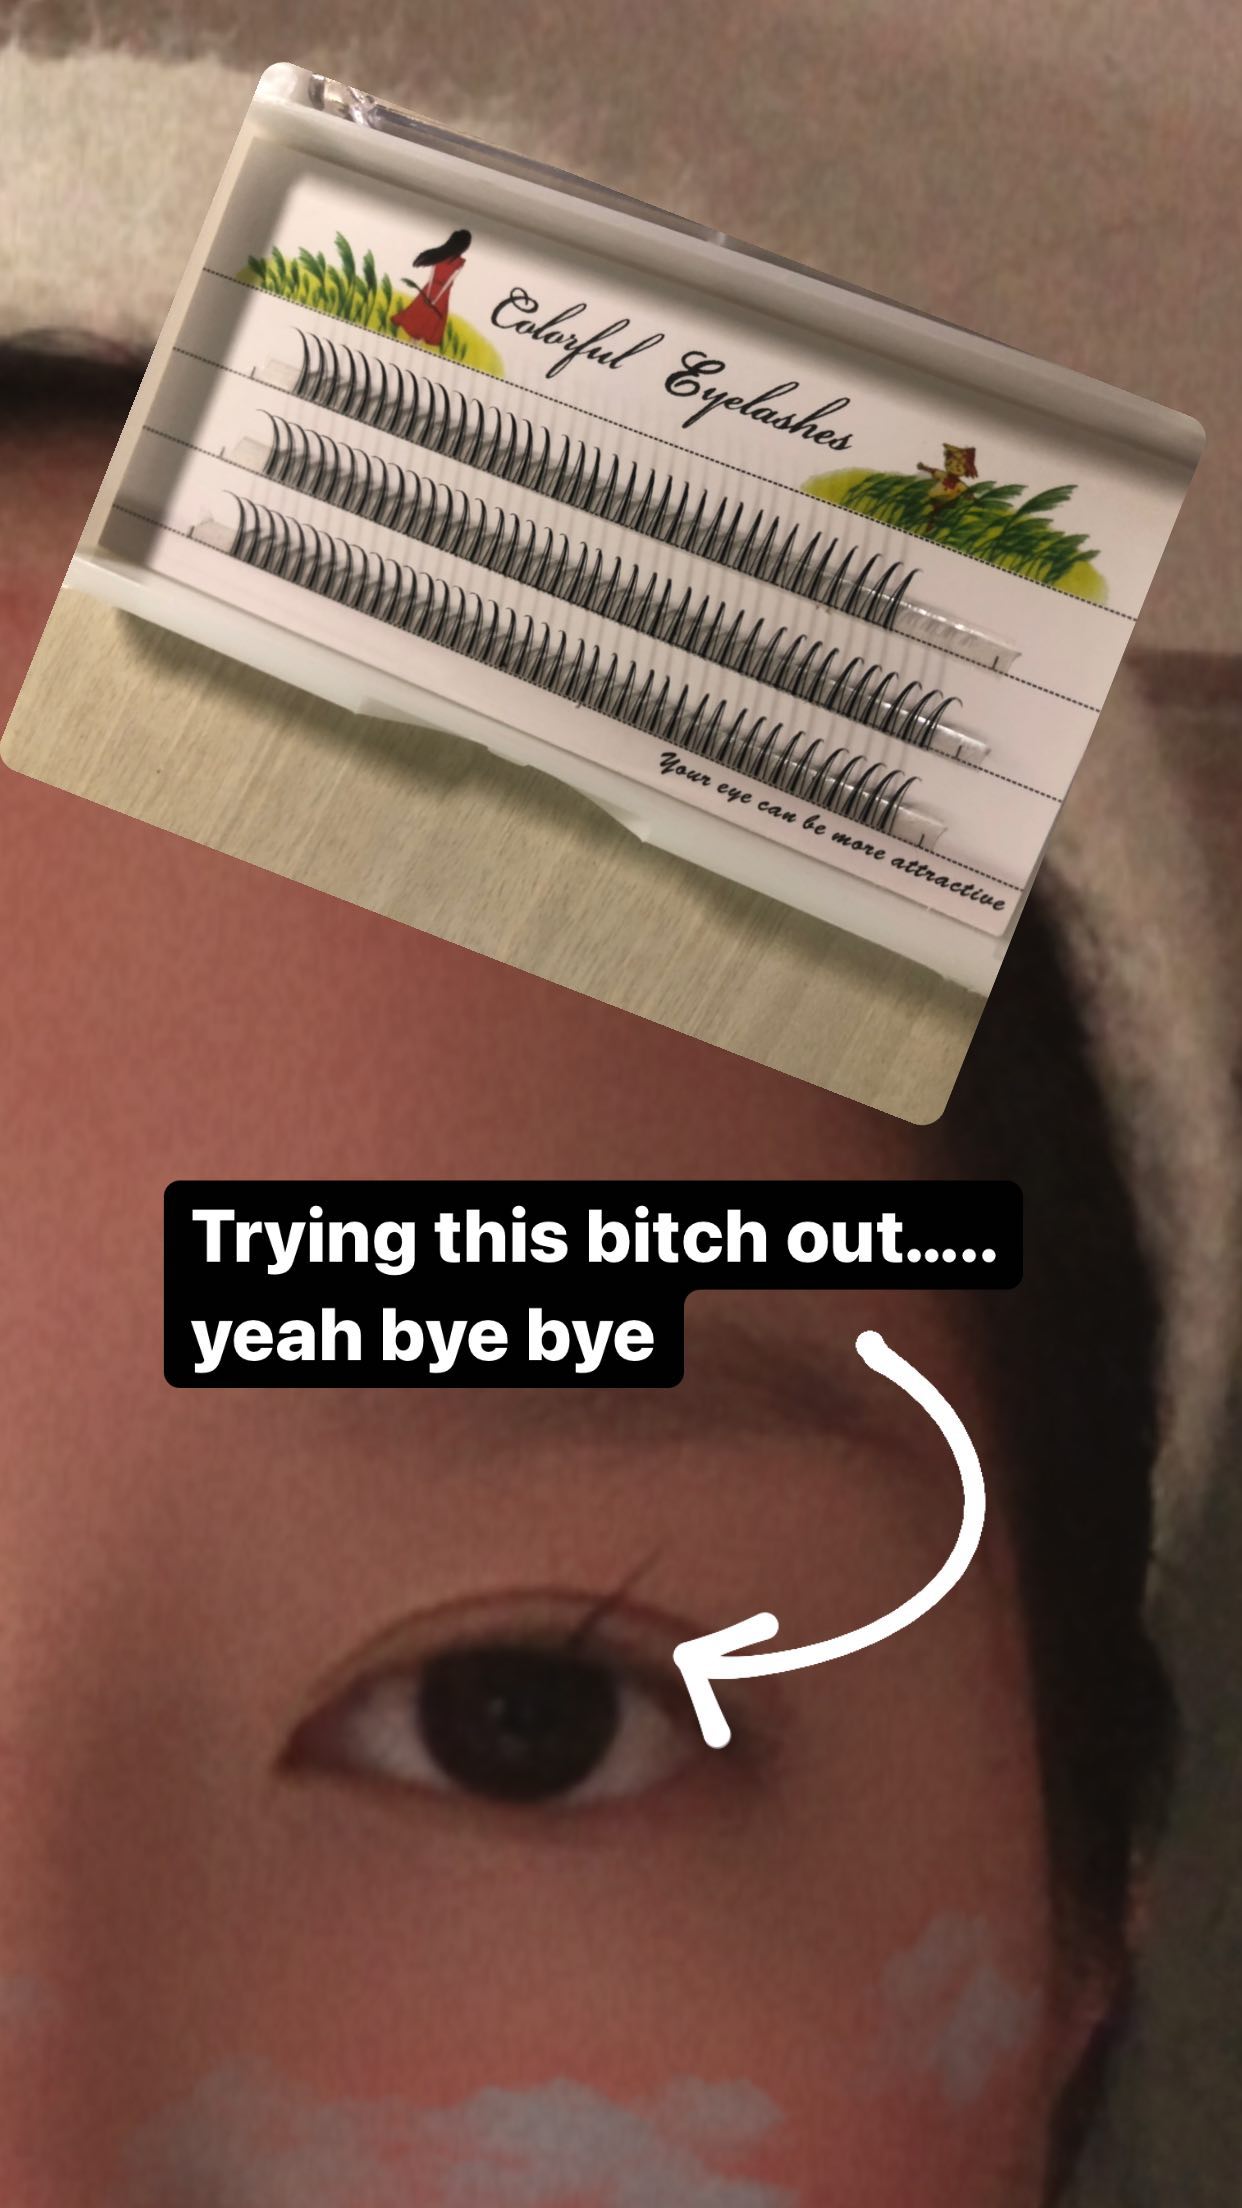 Colorful Eyelashes
Your eye can be more attractive
Trying this bitch out.....
yeah bye bye